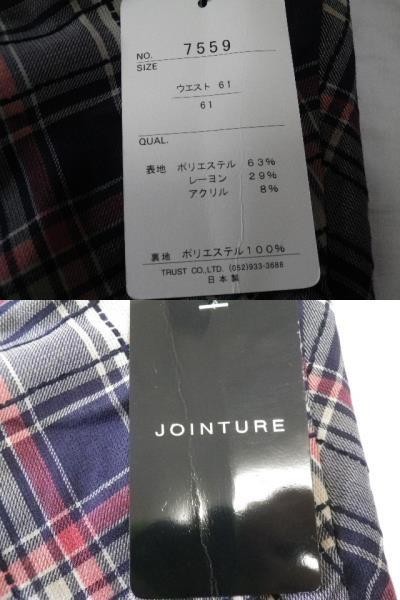 NO. 7559
SIZE
ウエスト 61
61
QUAL.
表地 ポリエステル 63%
レーヨン 29%
アクリル 8%
裏地 ポリエステル100%
TRUST CO.,LTD. (052)933-3688
日本製
JOINTURE